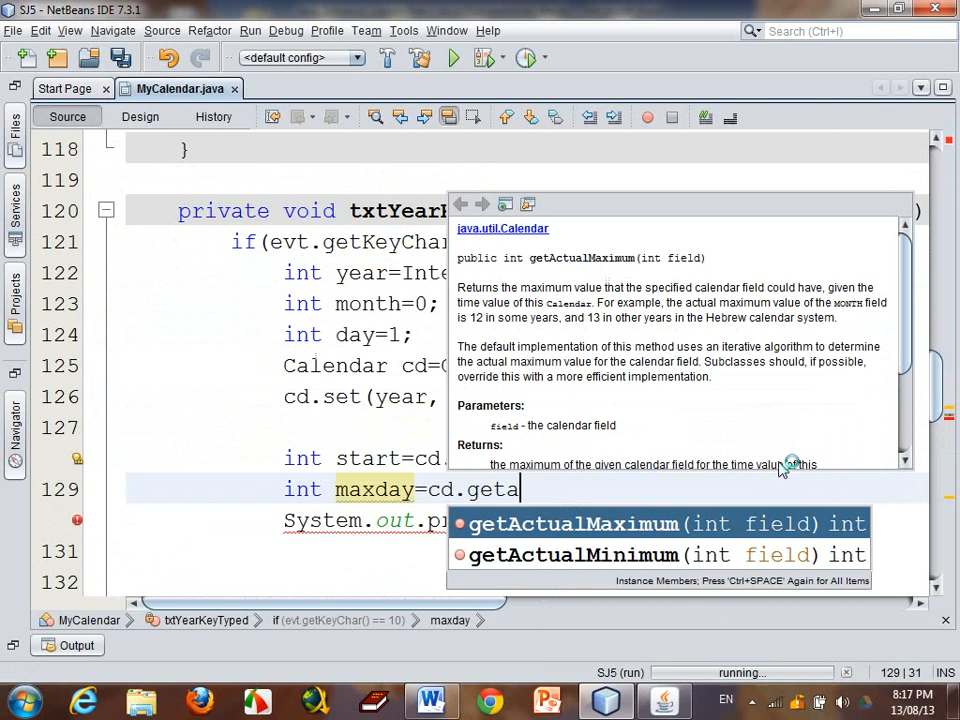 SJ5 - NetBeans IDE 7.3.1
File Edit View Navigate Source Refactor Run Debug Profile Team Tools Window Help
Search (Ctrl+I)
<default config>
Start Page
MyCalendar.java
Source Design History
Files
Services
Projects
Navigator
118 }
119
120 private void txtYear )
121 if(evt.getKeyChar
122 int year=Inte
123 int month=0;
124 int day=1;
125 Calendar cd=
126 cd.set(year,
127
int start=cd.
129 int maxday=cd.geta
System.out.pr
131
132
java.util.Calendar
public int getActualMaximum(int field)
Returns the maximum value that the specified calendar field could have, given the
time value of this Calendar. For example, the actual maximum value of the MONTH field
is 12 in some years, and 13 in other years in the Hebrew calendar system.
The default implementation of this method uses an iterative algorithm to determine
the actual maximum value for the calendar field. Subclasses should, if possible,
override this with a more efficient implementation.
Parameters:
field - the calendar field
Returns:
the maximum of the given calendar field for the time value of this
getActualMaximum(int field) int
getActualMinimum(int field) int
Instance Members; Press 'Ctrl+SPACE' Again for All Items
MyCalendar txtYearKeyTyped if (evt.getKeyChar() == 10) maxday
Output
SJ5 (run) running... 129 | 31 INS
EN
8:17 PM
13/08/13